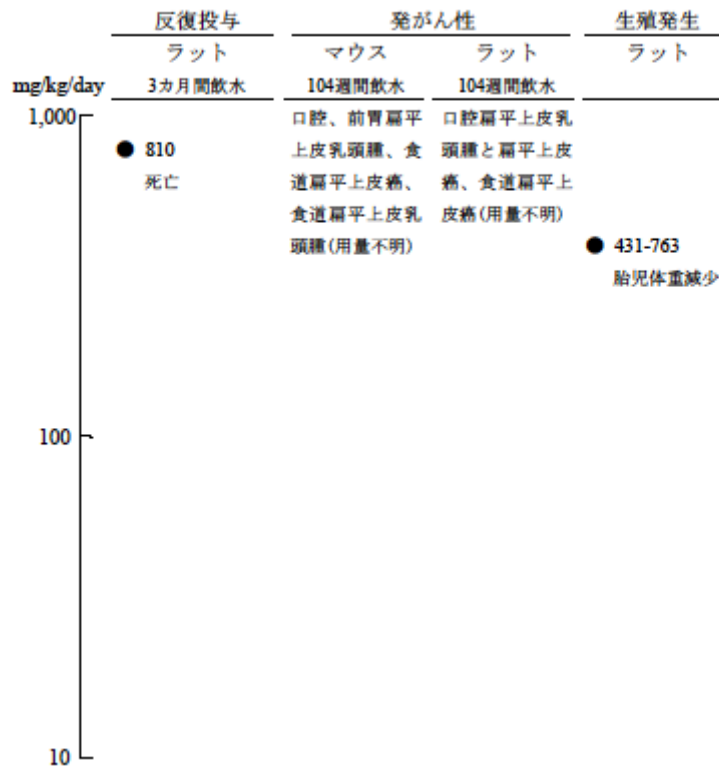 反復投与 発がん性 生殖発生
ラット マウス ラット ラット
mg/kg/day 3カ月間飲水 104週間飲水 104週間飲水
1,000
口腔、前胃扁平
上皮乳頭腫、食
道扁平上皮癌、
食道扁平上皮乳
頭腫(用量不明)
口腔扁平上皮乳
頭腫と扁平上皮
癌、食道扁平上
皮癌(用量不明)
● 810
死亡
● 431-763
胎児体重減少
100
10